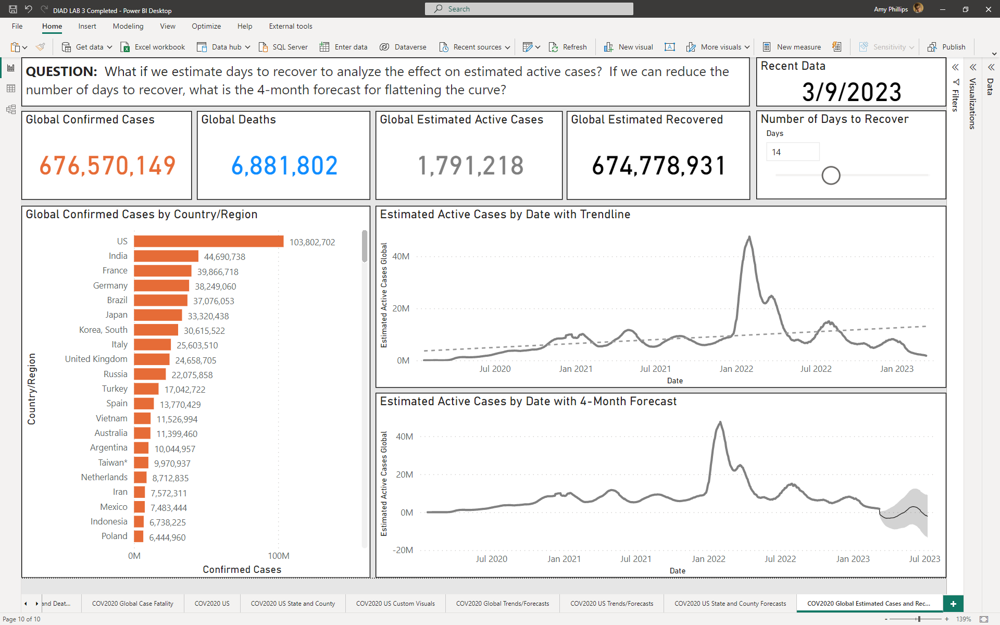 DIAD LAB 3 Completed - Power BI Desktop
Search
Amy Phillips
File Home Insert Modeling View Optimize Help External tools
Get data Excel workbook Data hub SQL Server Enter data Dataverse Recent sources Refresh New visual More visuals New measure Sensitivity Publish
QUESTION: What if we estimate days to recover to analyze the effect on estimated active cases? If we can reduce the
number of days to recover, what is the 4-month forecast for flattening the curve?
Recent Data
3/9/2023
Filters
Visualizations
Data
Global Confirmed Cases
676,570,149
Global Deaths
6,881,802
Global Estimated Active Cases
1,791,218
Global Estimated Recovered
674,778,931
Number of Days to Recover
Days
14
Global Confirmed Cases by Country/Region
Country/Region
US 103,802,702
India 44,690,738
France 39,866,718
Germany 38,249,060
Brazil 37,076,053
Japan 33,320,438
Korea, South 30,615,522
Italy 25,603,510
United Kingdom 24,658,705
Russia 22,075,858
Turkey 17,042,722
Spain 13,770,429
Vietnam 11,526,994
Australia 11,399,460
Argentina 10,044,957
Taiwan* 9,970,937
Netherlands 8,712,835
Iran 7,572,311
Mexico 7,483,444
Indonesia 6,738,225
Poland 6,444,960
0M 100M
Confirmed Cases
Estimated Active Cases by Date with Trendline
Estimated Active Cases Global
40M
20M
0M
Jul 2020 Jan 2021 Jul 2021 Jan 2022 Jul 2022 Jan 2023
Date
Estimated Active Cases by Date with 4-Month Forecast
Estimated Active Cases Global
40M
20M
0M
-20M
Jul 2020 Jan 2021 Jul 2021 Jan 2022 Jul 2022 Jan 2023 Jul 2023
Date
and Deat... COV2020 Global Case Fatality COV2020 US COV2020 US State and County COV2020 US Custom Visuals COV2020 Global Trends/Forecasts COV2020 US Trends/Forecasts COV2020 US State and County Forecasts COV2020 Global Estimated Cases and Rec... +
Page 10 of 10
- + 139%